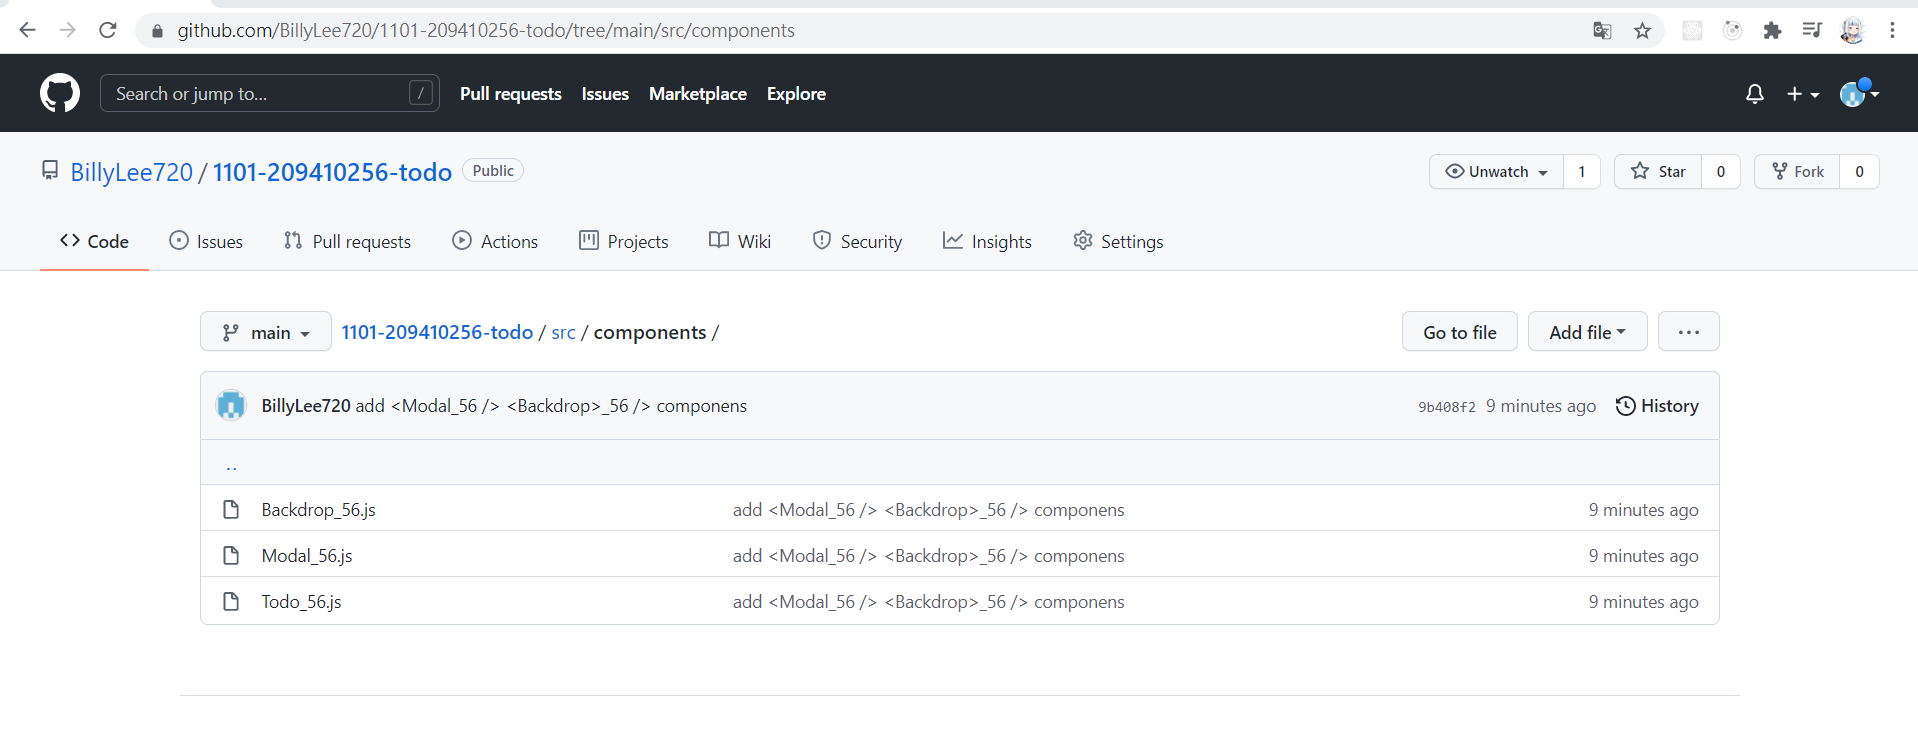 github.com/BillyLee720/1101-209410256-todo/tree/main/src/components
Search or jump to... / Pull requests Issues Marketplace Explore
BillyLee720 / 1101-209410256-todo Public Unwatch 1 Star 0 Fork 0
Code Issues Pull requests Actions Projects Wiki Security Insights Settings
main 1101-209410256-todo / src / components / Go to file Add file ...
BillyLee720 add <Modal_56 /> <Backdrop>_56 /> componens 9b408f2 9 minutes ago History
..
Backdrop_56.js add <Modal_56 /> <Backdrop>_56 /> componens 9 minutes ago
Modal_56.js add <Modal_56 /> <Backdrop>_56 /> componens 9 minutes ago
Todo_56.js add <Modal_56 /> <Backdrop>_56 /> componens 9 minutes ago